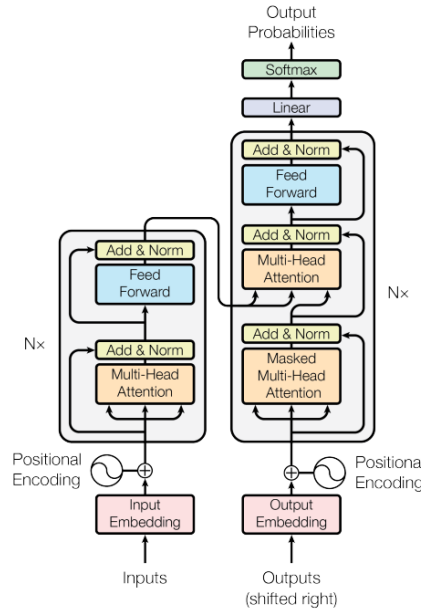 Output
Probabilities
Softmax
Linear
Add & Norm
Feed
Forward
Add & Norm
Multi-Head
Attention
Add & Norm
Masked
Multi-Head
Attention
Nx
Add & Norm
Feed
Forward
Add & Norm
Multi-Head
Attention
Nx
Positional
Encoding
Positional
Encoding
Input
Embedding
Output
Embedding
Inputs
Outputs
(shifted right)